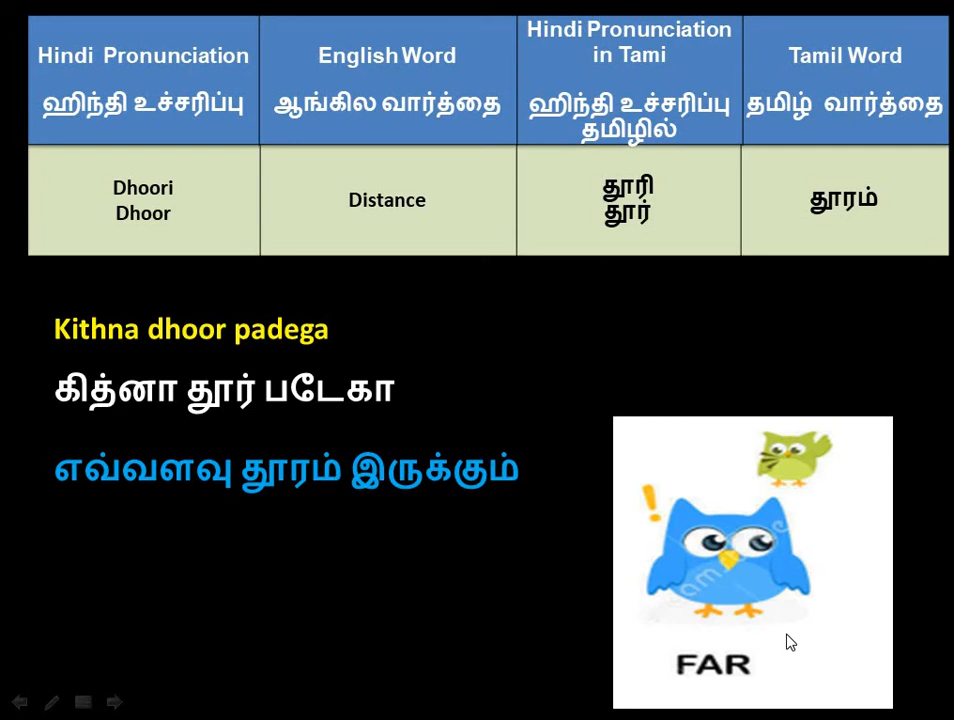 Hindi Pronunciation
ஹிந்தி உச்சரிப்பு
English Word
ஆங்கில வார்த்தை
Hindi Pronunciation
in Tami
ஹிந்தி உச்சரிப்பு
தமிழில்
Tamil Word
தமிழ் வார்த்தை
Dhoori
Dhoor
Distance
தூரி
தூர்
தூரம்
Kithna dhoor padega
கித்னா தூர் படேகா
எவ்வளவு தூரம் இருக்கும்
FAR